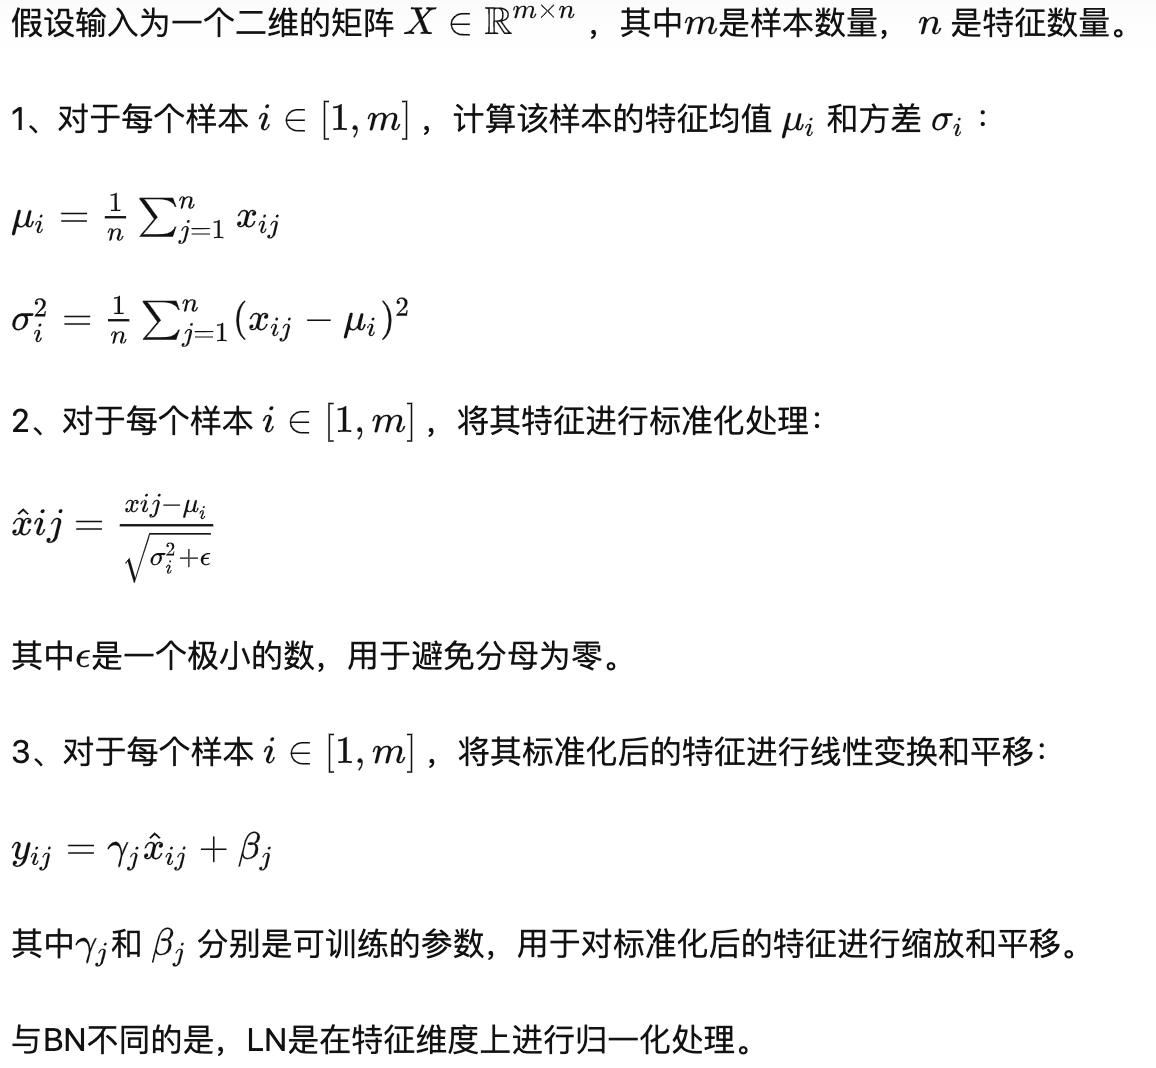 假设输入为一个二维的矩阵 $X \in \mathbb{R}^{m \times n}$ ，其中$m$是样本数量， $n$ 是特征数量。
1、对于每个样本 $i \in [1, m]$ ，计算该样本的特征均值 $\mu_i$ 和方差 $\sigma_i$ ：
$\mu_i = \frac{1}{n} \sum_{j=1}^{n} x_{ij}$
$\sigma_i^2 = \frac{1}{n} \sum_{j=1}^{n} (x_{ij} - \mu_i)^2$
2、对于每个样本 $i \in [1, m]$ ，将其特征进行标准化处理：
$\hat{x}ij = \frac{xij - \mu_i}{\sqrt{\sigma_i^2 + \epsilon}}$
其中$\epsilon$是一个极小的数，用于避免分母为零。
3、对于每个样本 $i \in [1, m]$ ，将其标准化后的特征进行线性变换和平移：
$y_{ij} = \gamma_j \hat{x}_{ij} + \beta_j$
其中$\gamma_j$和 $\beta_j$ 分别是可训练的参数，用于对标准化后的特征进行缩放和平移。
与BN不同的是，LN是在特征维度上进行归一化处理。